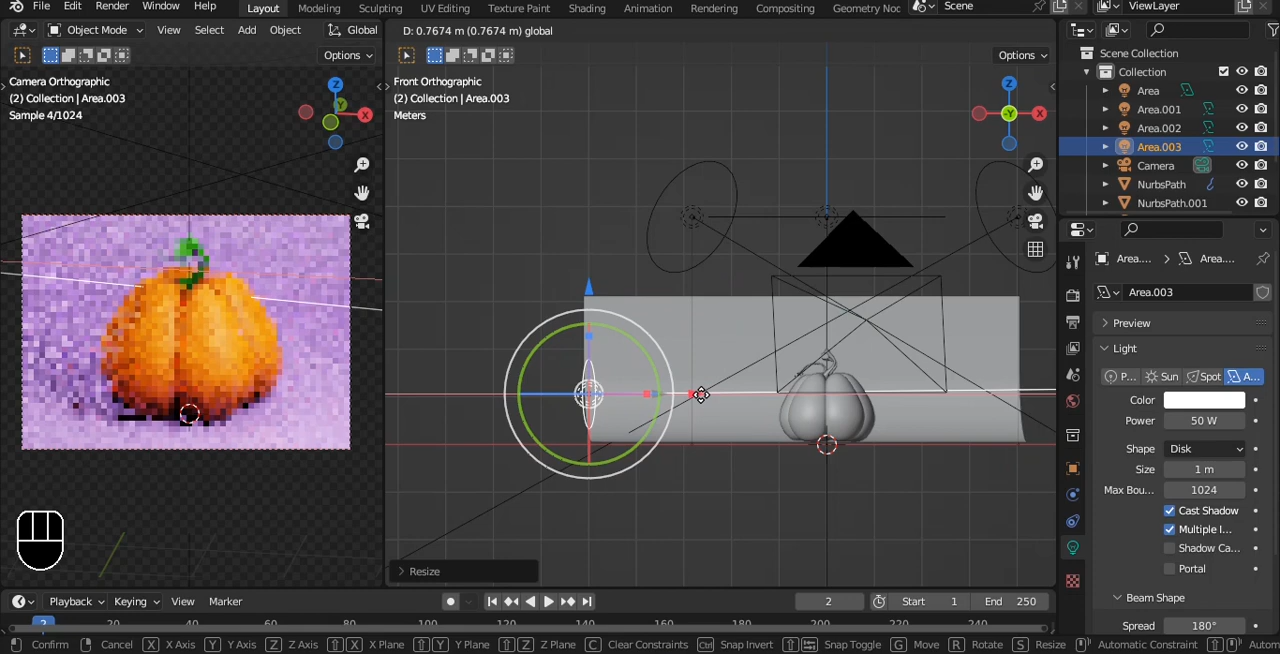 File Edit Render Window Help Layout Modeling Sculpting UV Editing Texture Paint Shading Animation Rendering Compositing Geometry Noc Scene ViewLayer
Object Mode View Select Add Object Global D: 0.7674 m (0.7674 m) global
Options Options
Camera Orthographic
(2) Collection | Area.003
Sample 4/1024
Front Orthographic
(2) Collection | Area.003
Meters
Z
Y
X
Z
-Y
X
Resize
Scene Collection
Collection
Area
Area.001
Area.002
Area.003
Camera
NurbsPath
NurbsPath.001
Area.... Area....
Area.003
Preview
Light
P... Sun Spot A...
Color
Power 50 W
Shape Disk
Size 1 m
Max Bou... 1024
Cast Shadow
Multiple I...
Shadow Ca...
Portal
Beam Shape
Spread 180°
Playback Keying View Marker 2 Start 1 End 250
2 20 40 60 80 100 120 140 160 180 200 220 240
Confirm Cancel X X Axis Y Y Axis Z Z Axis X X Plane Y Y Plane Z Z Plane C Clear Constraints Ctrl Snap Invert Snap Toggle G Move R Rotate S Resize Automatic Constraint Autom